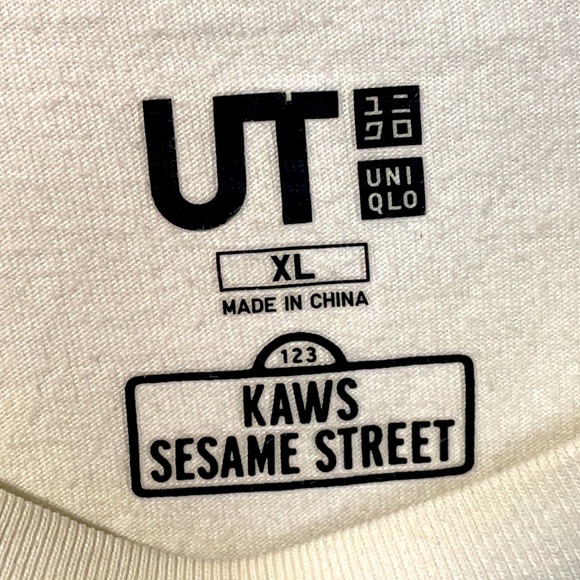 UT
ユニ
クロ
UNI
QLO
XL
MADE IN CHINA
123
KAWS
SESAME STREET